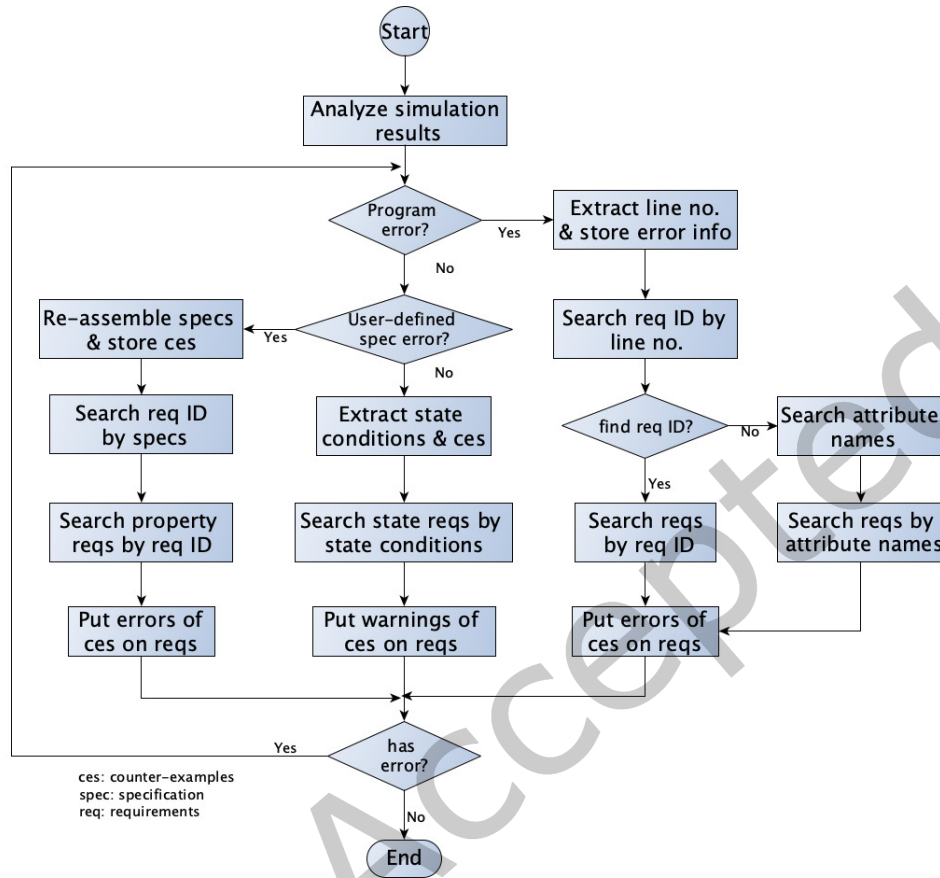 Start
Analyze simulation
results
Program
error?
Yes
Extract line no.
& store error info
No
Re-assemble specs
& store ces
Yes
User-defined
spec error?
Search req ID by
line no.
No
Search req ID
by specs
Extract state
conditions & ces
find req ID?
No
Search attribute
names
Yes
Search property
reqs by req ID
Search state reqs by
state conditions
Search reqs
by req ID
Search reqs by
attribute names
Put errors of
ces on reqs
Put warnings of
ces on reqs
Put errors of
ces on reqs
Yes
has
error?
ces: counter-examples
spec: specification
req: requirements
No
End
Accepted